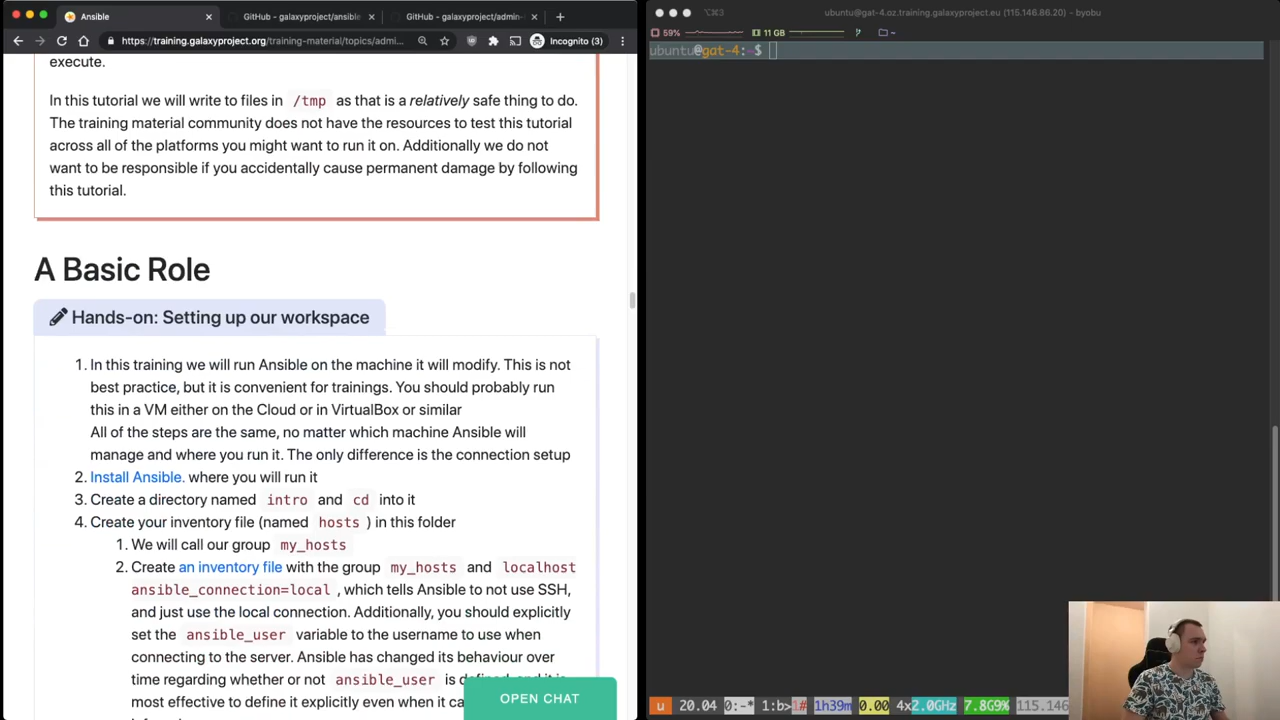 Ansible
GitHub - galaxyproject/ansible
GitHub - galaxyproject/admin-
https://training.galaxyproject.org/training-material/topics/admi...
Incognito (3)
execute.
In this tutorial we will write to files in /tmp as that is a relatively safe thing to do.
The training material community does not have the resources to test this tutorial
across all of the platforms you might want to run it on. Additionally we do not
want to be responsible if you accidentally cause permanent damage by following
this tutorial.
A Basic Role
Hands-on: Setting up our workspace
1. In this training we will run Ansible on the machine it will modify. This is not
best practice, but it is convenient for trainings. You should probably run
this in a VM either on the Cloud or in VirtualBox or similar
All of the steps are the same, no matter which machine Ansible will
manage and where you run it. The only difference is the connection setup
2. Install Ansible. where you will run it
3. Create a directory named intro and cd into it
4. Create your inventory file (named hosts ) in this folder
1. We will call our group my_hosts
2. Create an inventory file with the group my_hosts and localhost
ansible_connection=local , which tells Ansible to not use SSH,
and just use the local connection. Additionally, you should explicitly
set the ansible_user variable to the username to use when
connecting to the server. Ansible has changed its behaviour over
time regarding whether or not ansible_user is
most effective to define it explicitly even when it
OPEN CHAT
⌥⌘3
ubuntu@gat-4.oz.training.galaxyproject.eu (115.146.86.20) - byobu
59% 11 GB ~
ubuntu@gat-4:~$
u 20.04 0:-* 1:b> 1# 1h39m 0.00 4x2.0GHz 7.8G9% 115.146